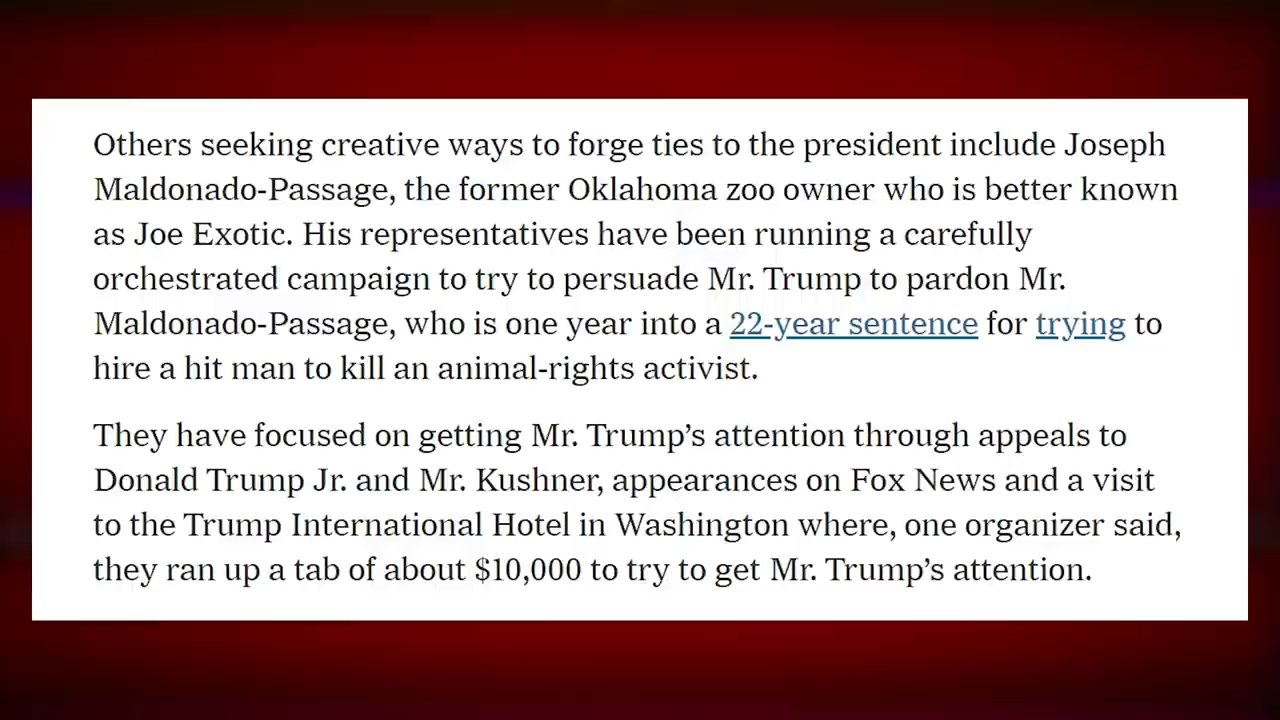 Others seeking creative ways to forge ties to the president include Joseph
Maldonado-Passage, the former Oklahoma zoo owner who is better known
as Joe Exotic. His representatives have been running a carefully
orchestrated campaign to try to persuade Mr. Trump to pardon Mr.
Maldonado-Passage, who is one year into a 22-year sentence for trying to
hire a hit man to kill an animal-rights activist.
They have focused on getting Mr. Trump’s attention through appeals to
Donald Trump Jr. and Mr. Kushner, appearances on Fox News and a visit
to the Trump International Hotel in Washington where, one organizer said,
they ran up a tab of about $10,000 to try to get Mr. Trump’s attention.